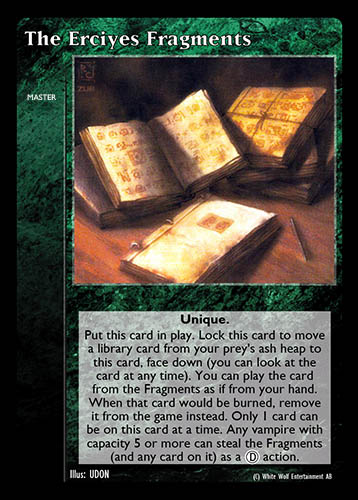 The Erciyes Fragments
MASTER
Unique.
Put this card in play. Lock this card to move
a library card from your prey's ash heap to
this card, face down (you can look at the
card at any time). You can play the card
from the Fragments as if from your hand.
When that card would be burned, remove
it from the game instead. Only 1 card can
be on this card at a time. Any vampire with
capacity 5 or more can steal the Fragments
(and any card on it) as a Ⓓ action.
Illus: UDON
(C) White Wolf Entertainment AB